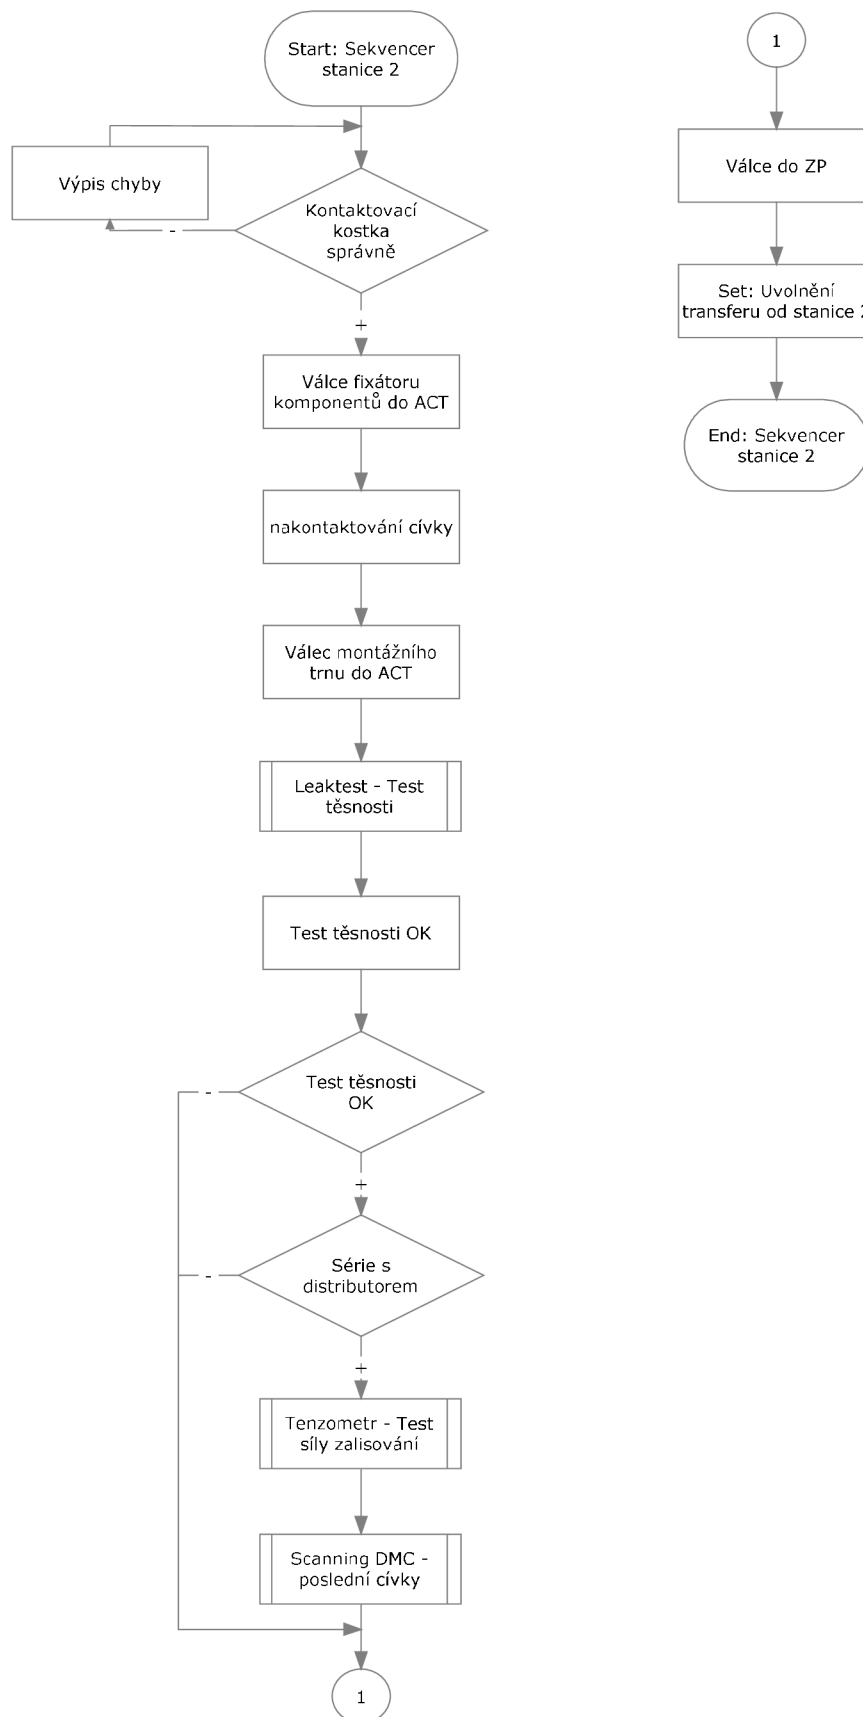 Start: Sekvencer
stanice 2
Výpis chyby
Kontaktovací
kostka
správně
-
+
Válce fixátoru
komponentů do ACT
nakontaktování cívky
Válec montážního
trnu do ACT
Leaktest - Test
těsnosti
Test těsnosti OK
Test těsnosti
OK
-
+
Série s
distributorem
-
+
Tenzometr - Test
síly zalisování
Scanning DMC -
poslední cívky
1
1
Válce do ZP
Set: Uvolnění
transferu od stanice 2
End: Sekvencer
stanice 2